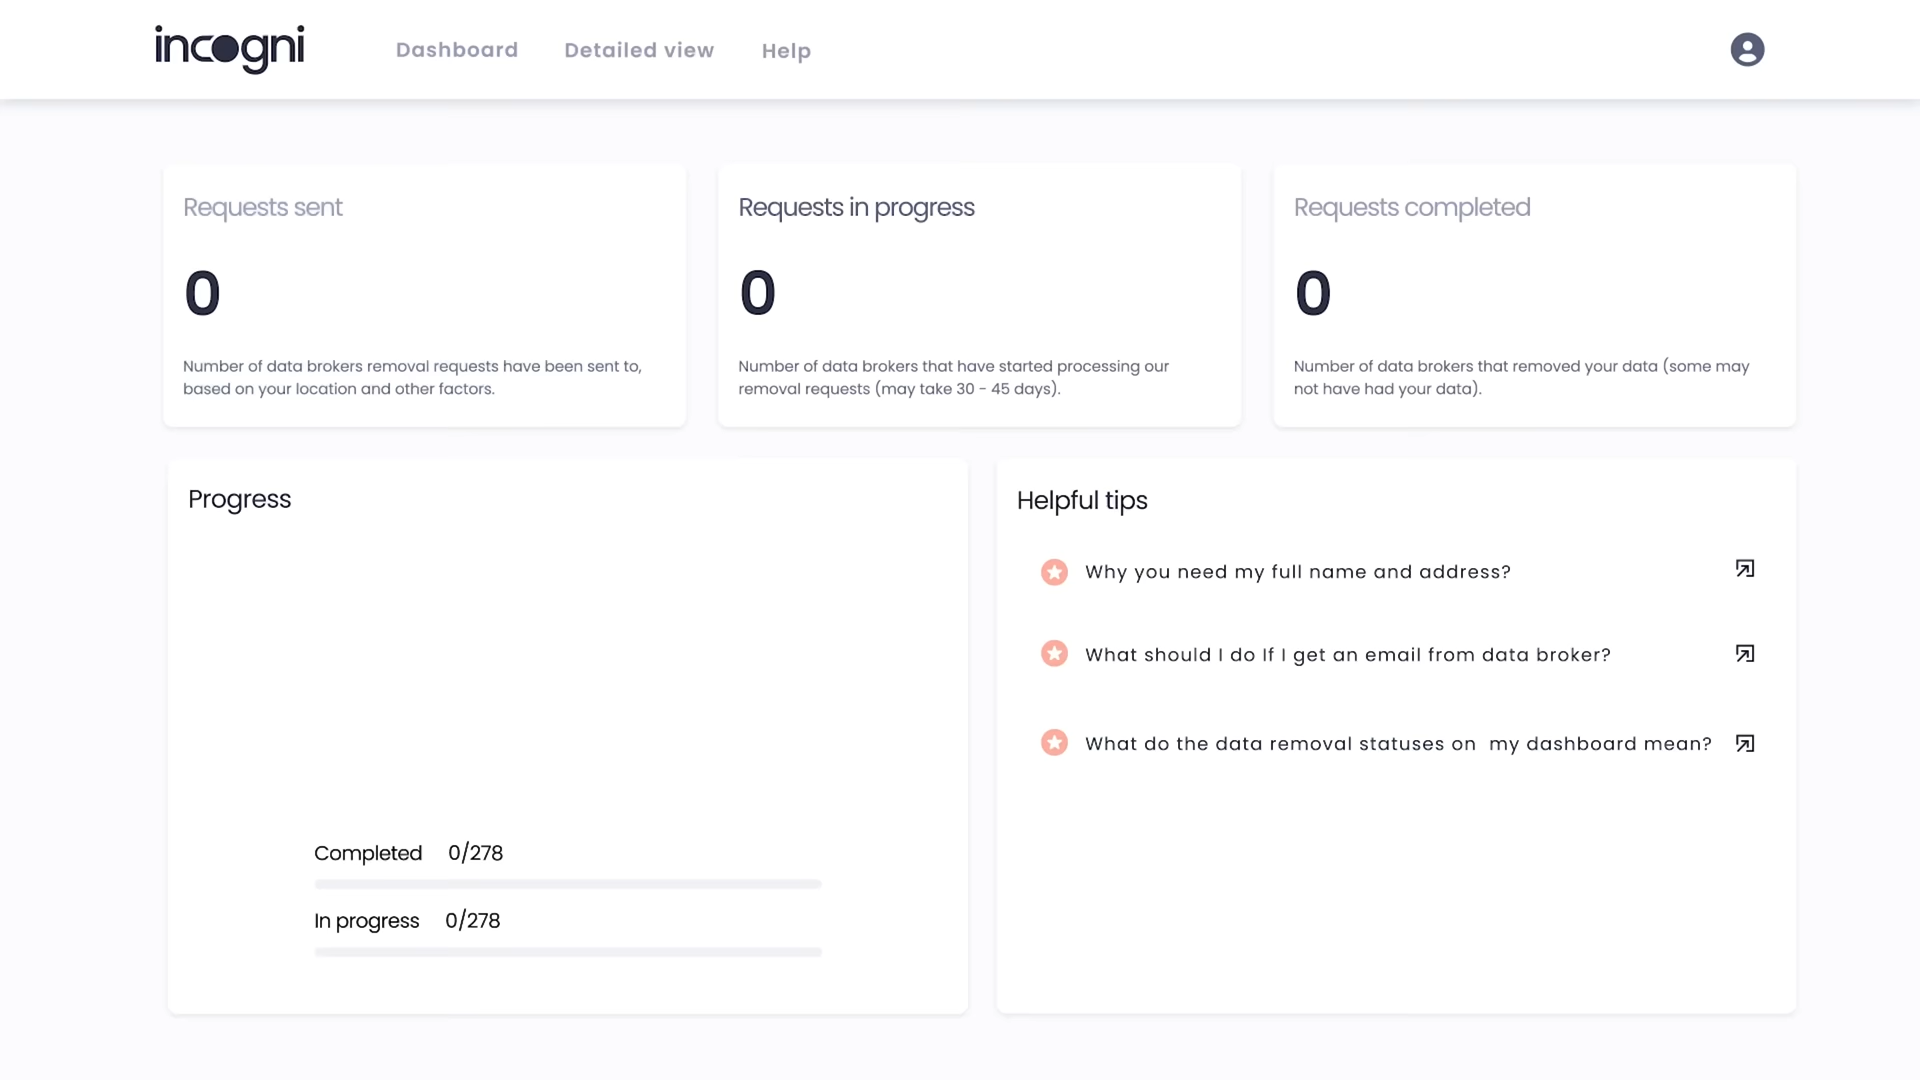 incogni
Dashboard
Detailed view
Help
Requests sent
0
Number of data brokers removal requests have been sent to,
based on your location and other factors.
Requests in progress
0
Number of data brokers that have started processing our
removal requests (may take 30 - 45 days).
Requests completed
0
Number of data brokers that removed your data (some may
not have had your data).
Progress
Completed 0/278
In progress 0/278
Helpful tips
Why you need my full name and address?
What should I do If I get an email from data broker?
What do the data removal statuses on my dashboard mean?